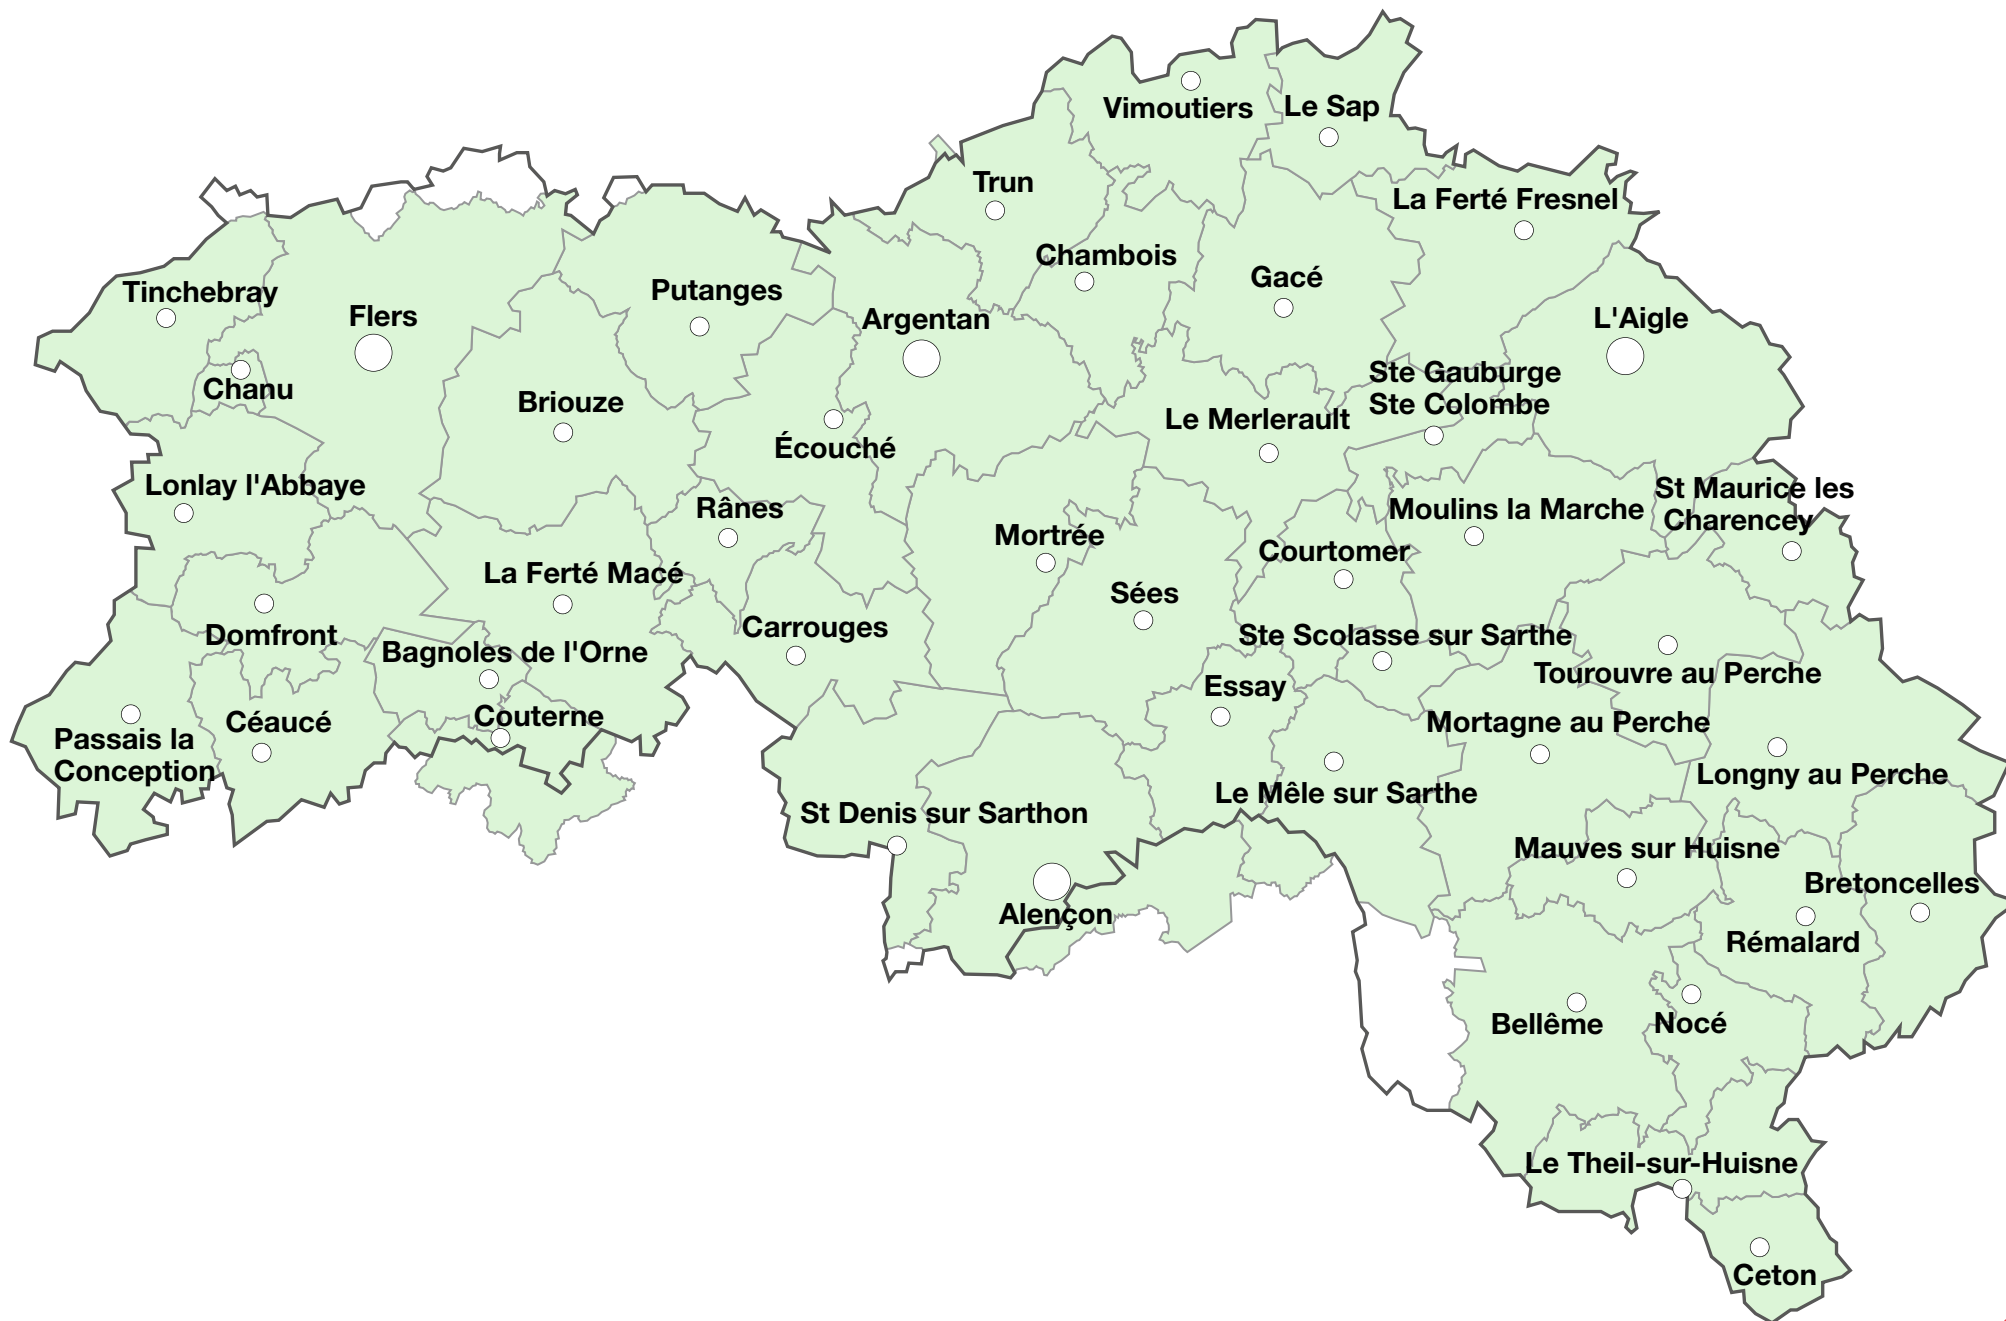 Vimoutiers
Le Sap
Trun
La Ferté Fresnel
Chambois
Gacé
Tinchebray
Putanges
Flers
Argentan
L'Aigle
Chanu
Briouze
Ste Gauburge
Ste Colombe
Le Merlerault
Écouché
Lonlay l'Abbaye
Rânes
Moulins la Marche
St Maurice les
Charencey
Mortrée
Courtomer
La Ferté Macé
Sées
Domfront
Carrouges
Ste Scolasse sur Sarthe
Bagnoles de l'Orne
Tourouvre au Perche
Essay
Céaucé
Couterne
Mortagne au Perche
Passais la
Conception
Longny au Perche
Le Mêle sur Sarthe
St Denis sur Sarthon
Mauves sur Huisne
Bretoncelles
Alençon
Rémalard
Bellême
Nocé
Le Theil-sur-Huisne
Ceton